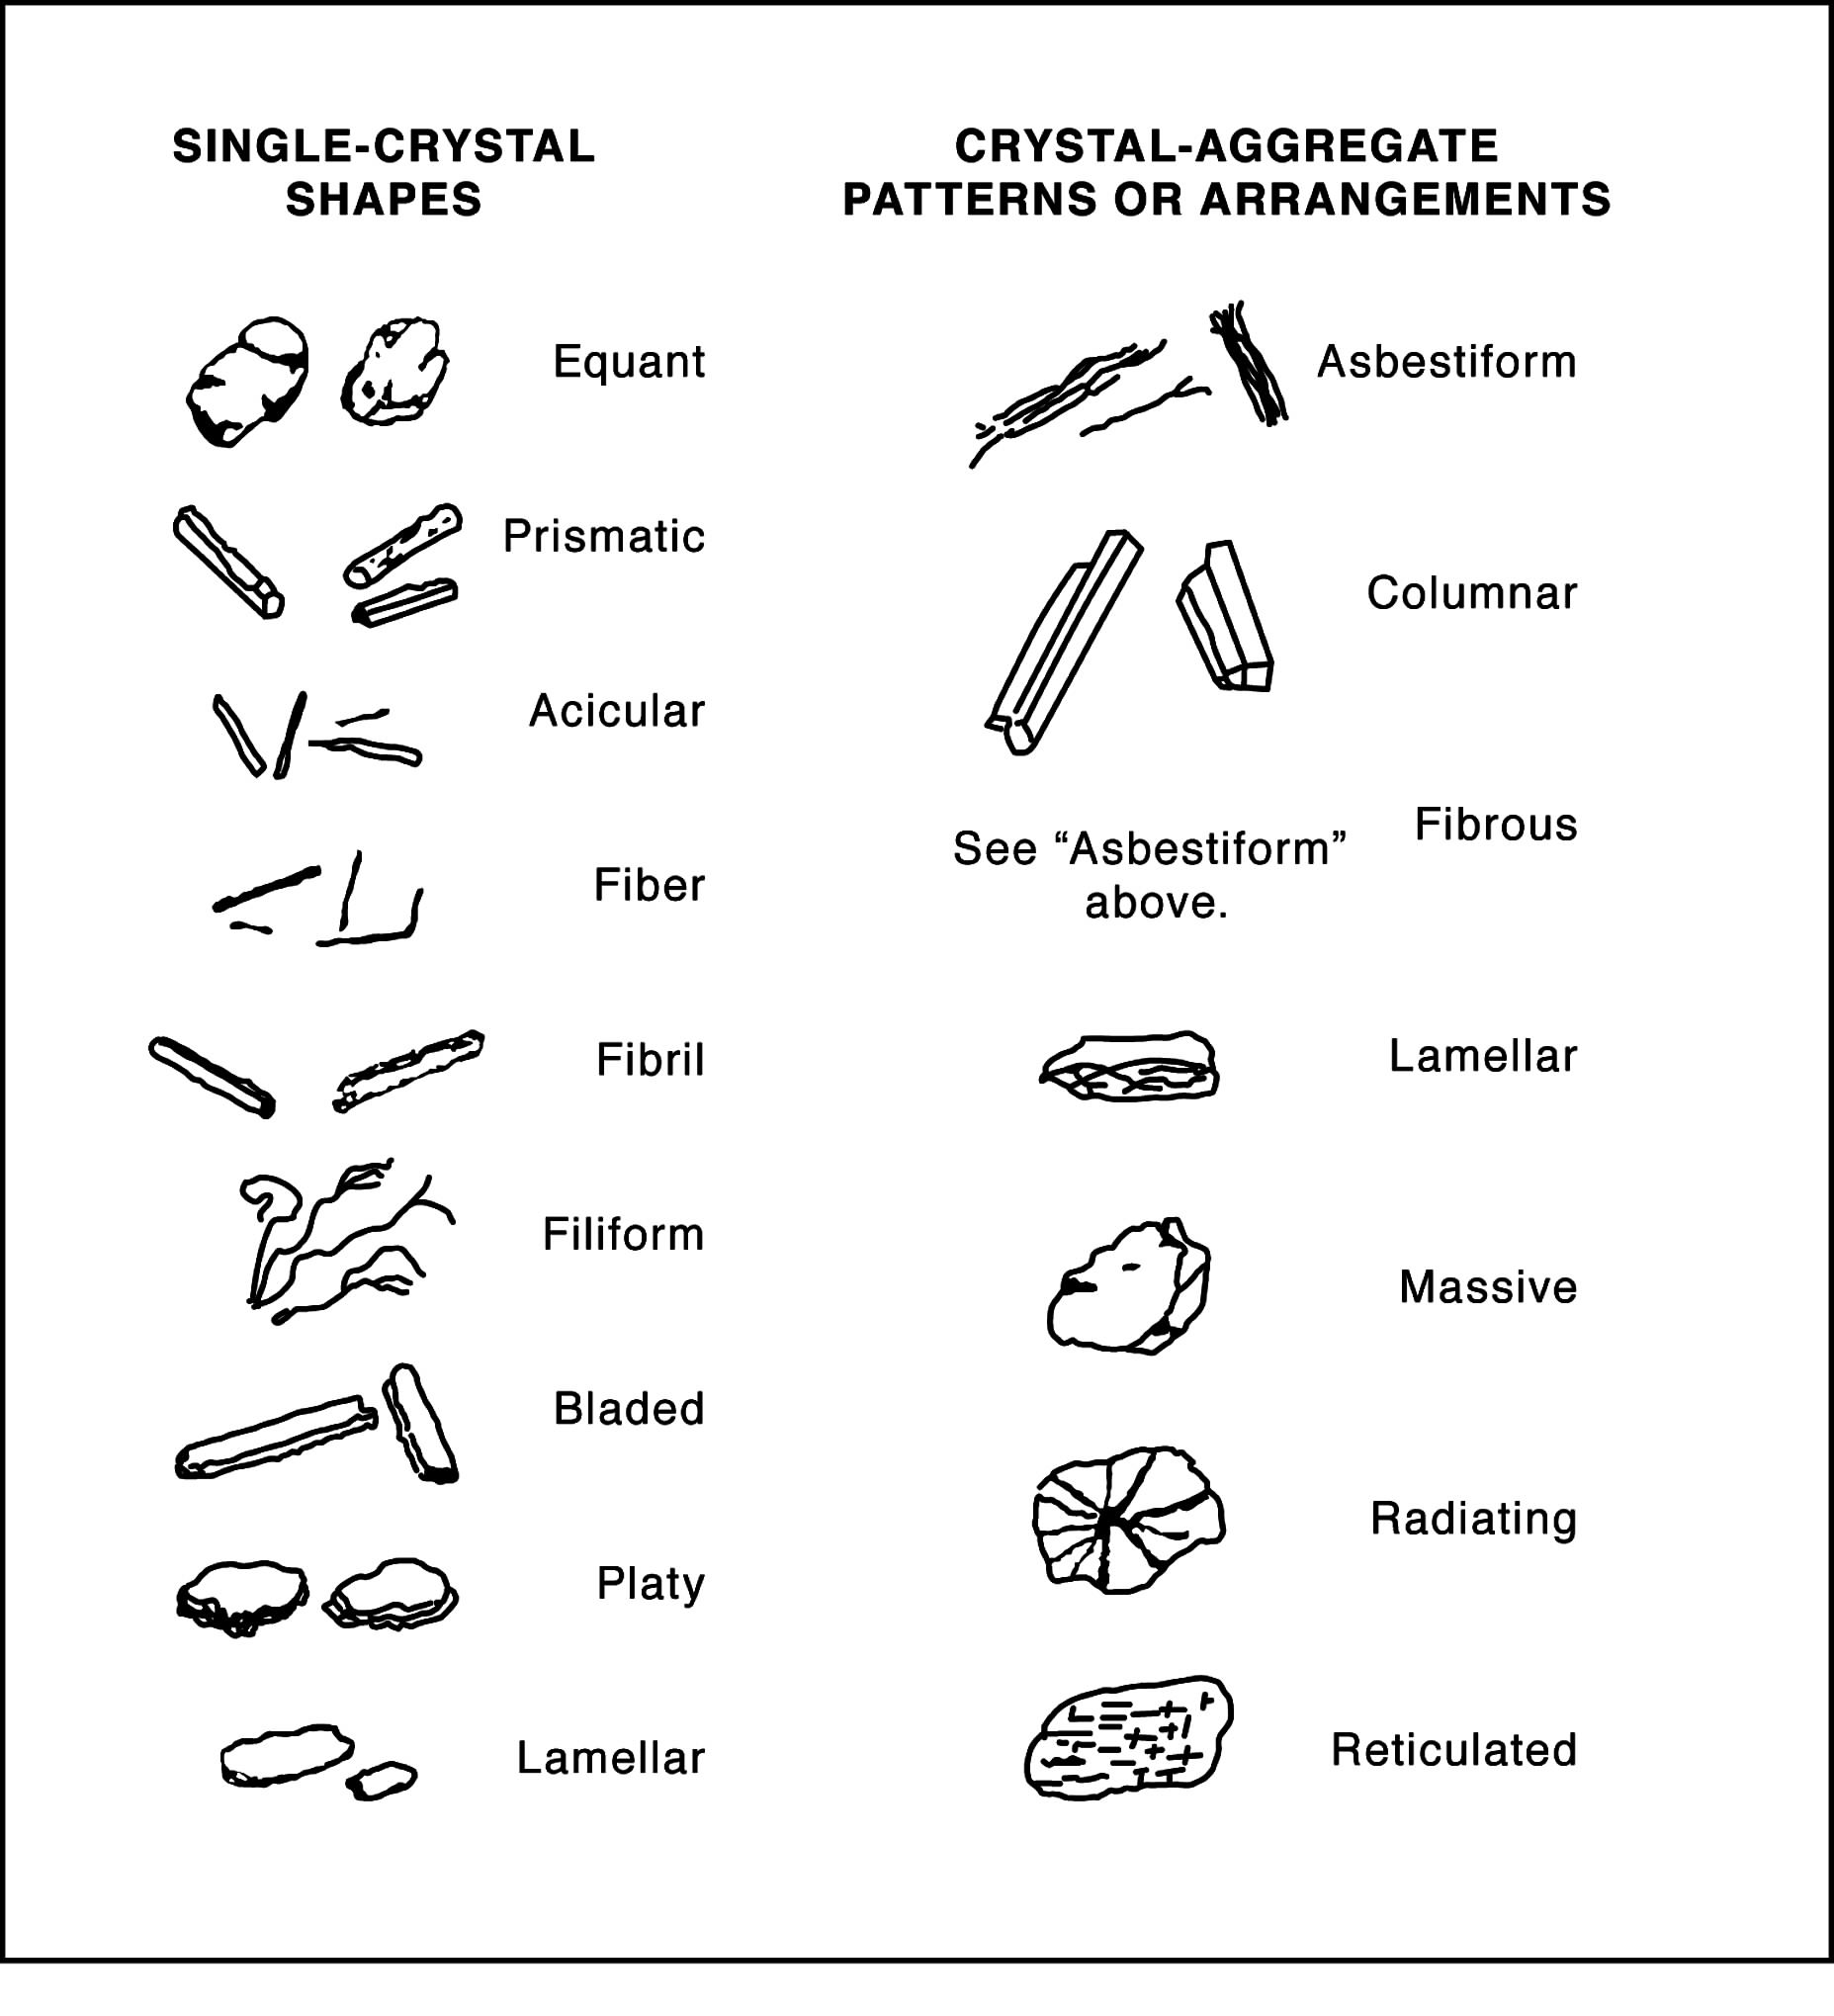 SINGLE-CRYSTAL
SHAPES
Equant
Prismatic
Acicular
Fiber
Fibril
Filiform
Bladed
Platy
Lamellar
CRYSTAL-AGGREGATE
PATTERNS OR ARRANGEMENTS
Asbestiform
Columnar
Fibrous
See “Asbestiform”
above.
Lamellar
Massive
Radiating
Reticulated